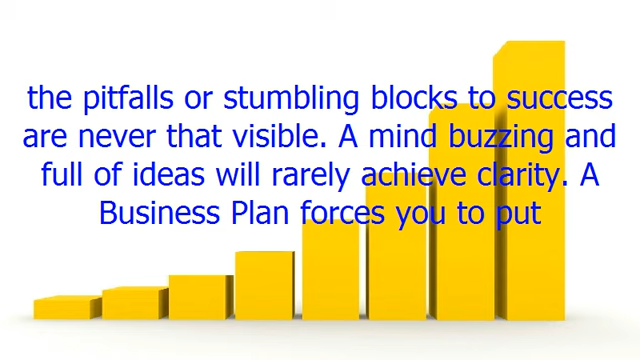 the pitfalls or stumbling blocks to success
are never that visible. A mind buzzing and
full of ideas will rarely achieve clarity. A
Business Plan forces you to put